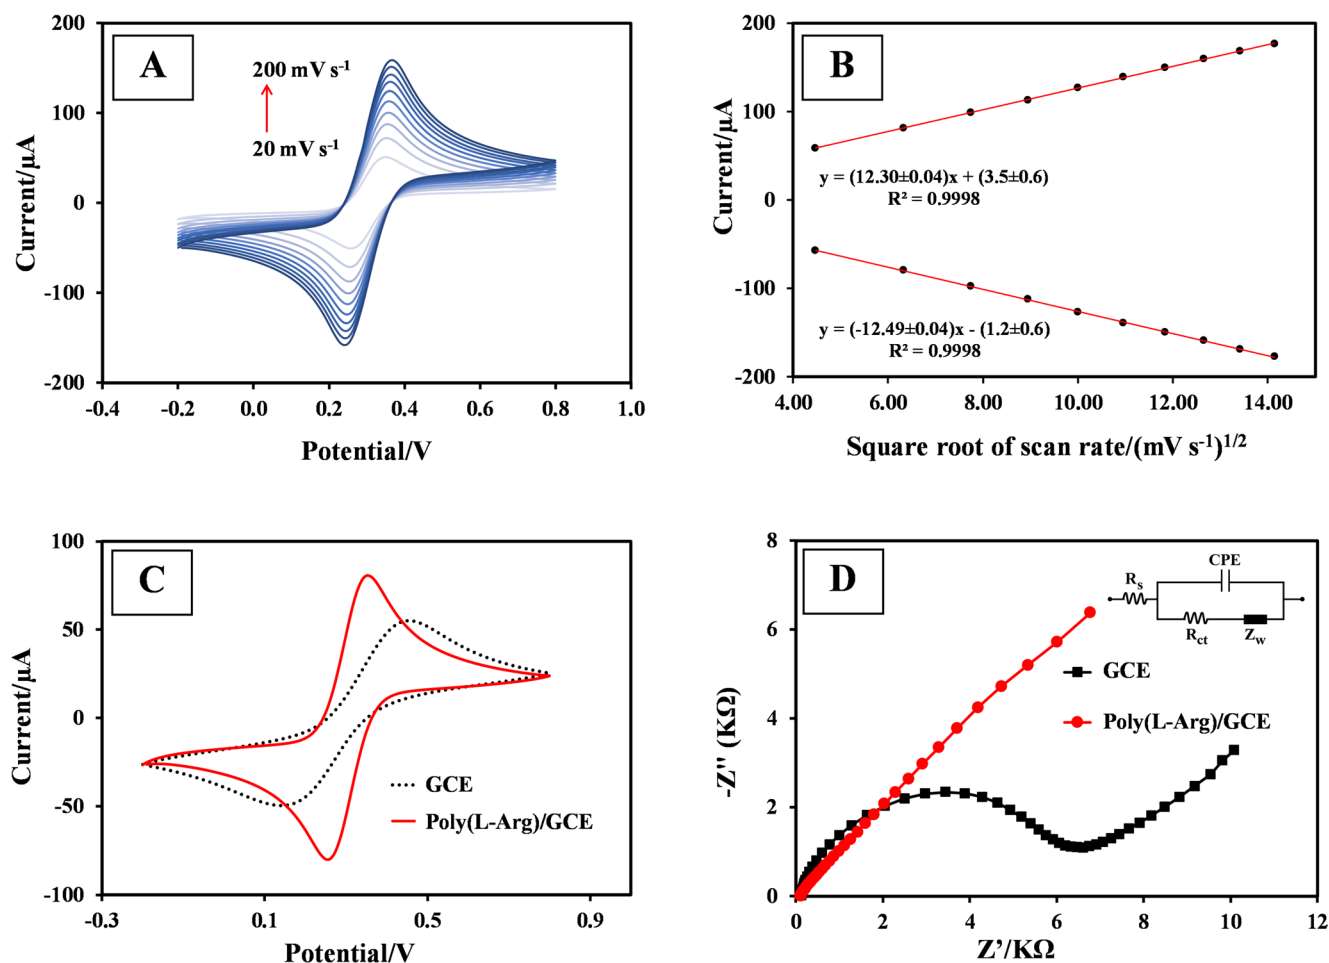 A
200 mV s⁻¹
20 mV s⁻¹
200
100
0
-100
-200
-0.4
-0.2
0.0
0.2
0.4
0.6
0.8
1.0
Current/µA
Potential/V
B
200
100
0
-100
-200
y = (12.30±0.04)x + (3.5±0.6)
R² = 0.9998
y = (-12.49±0.04)x - (1.2±0.6)
R² = 0.9998
4.00
6.00
8.00
10.00
12.00
14.00
Current/µA
Square root of scan rate/(mV s⁻¹)¹/²
C
100
50
0
-50
-100
GCE
Poly(L-Arg)/GCE
-0.3
0.1
0.5
0.9
Current/µA
Potential/V
D
8
6
4
2
0
CPE
Rₛ
R_ct
Z_w
GCE
Poly(L-Arg)/GCE
0
2
4
6
8
10
12
-Z'' (KΩ)
Z’/KΩ